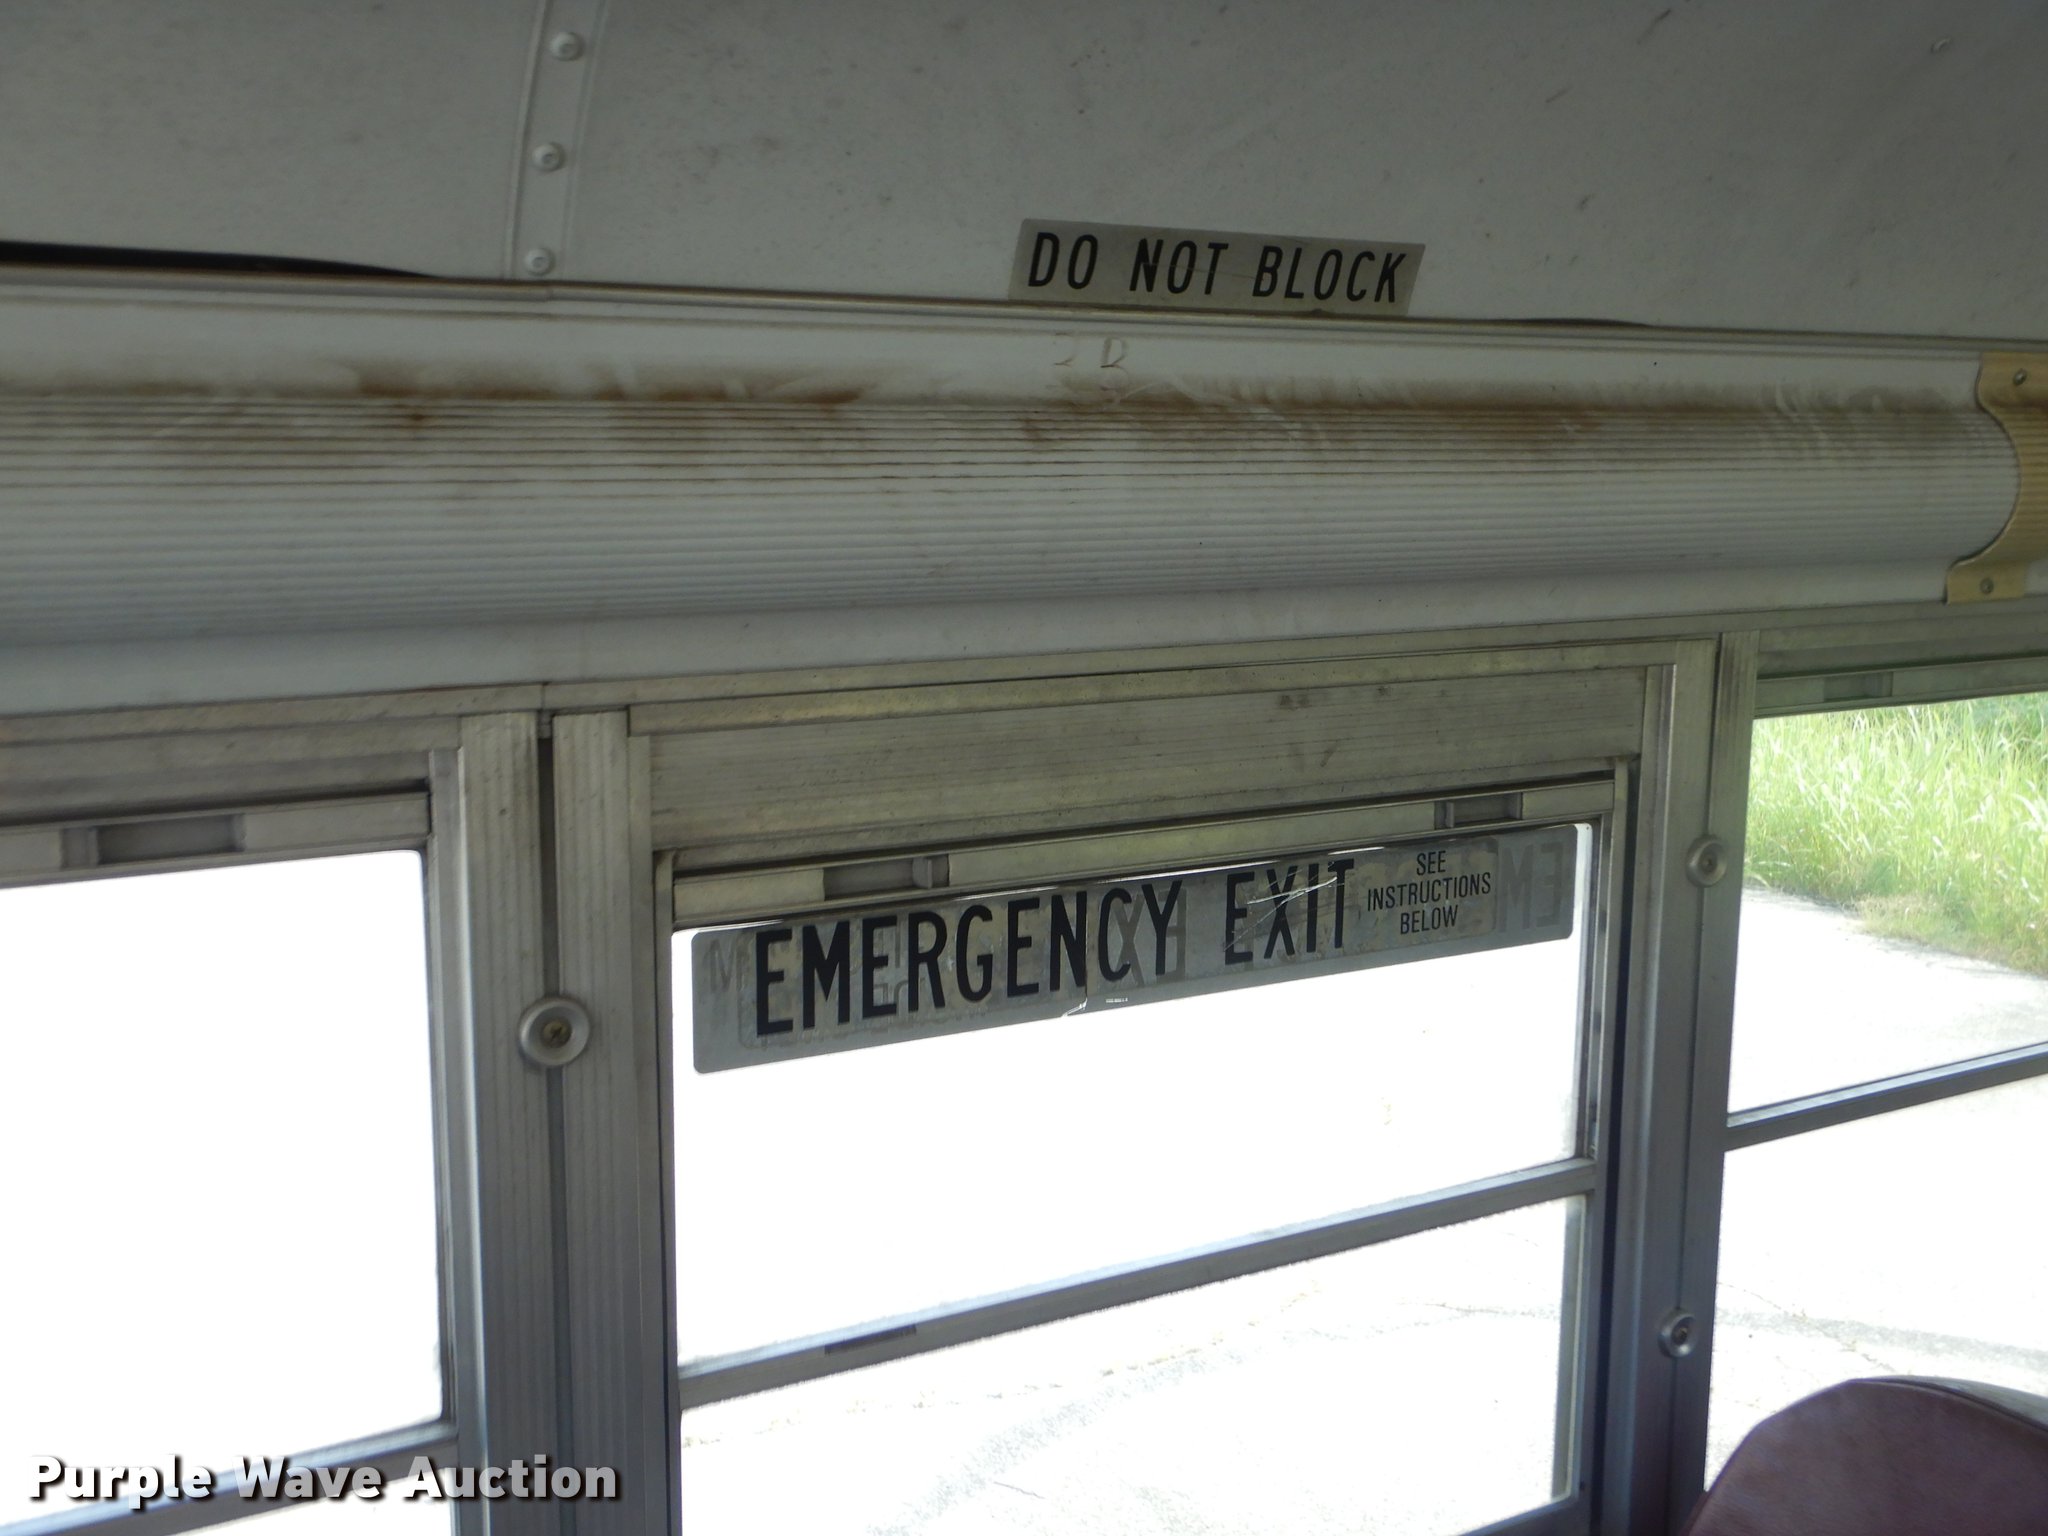 DO NOT BLOCK
EMERGENCY EXIT
SEE
INSTRUCTIONS
BELOW
Purple Wave Auction